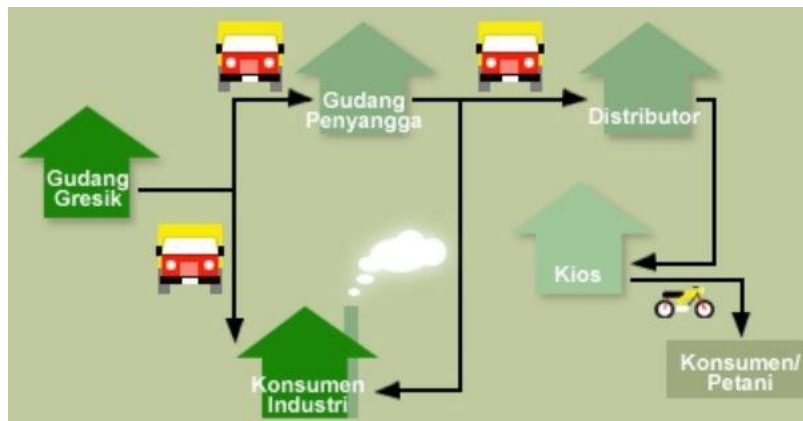 Gudang
Penyangga
Distributor
Gudang
Gresik
Kios
Konsumen
Industri
Konsumen/
Petani